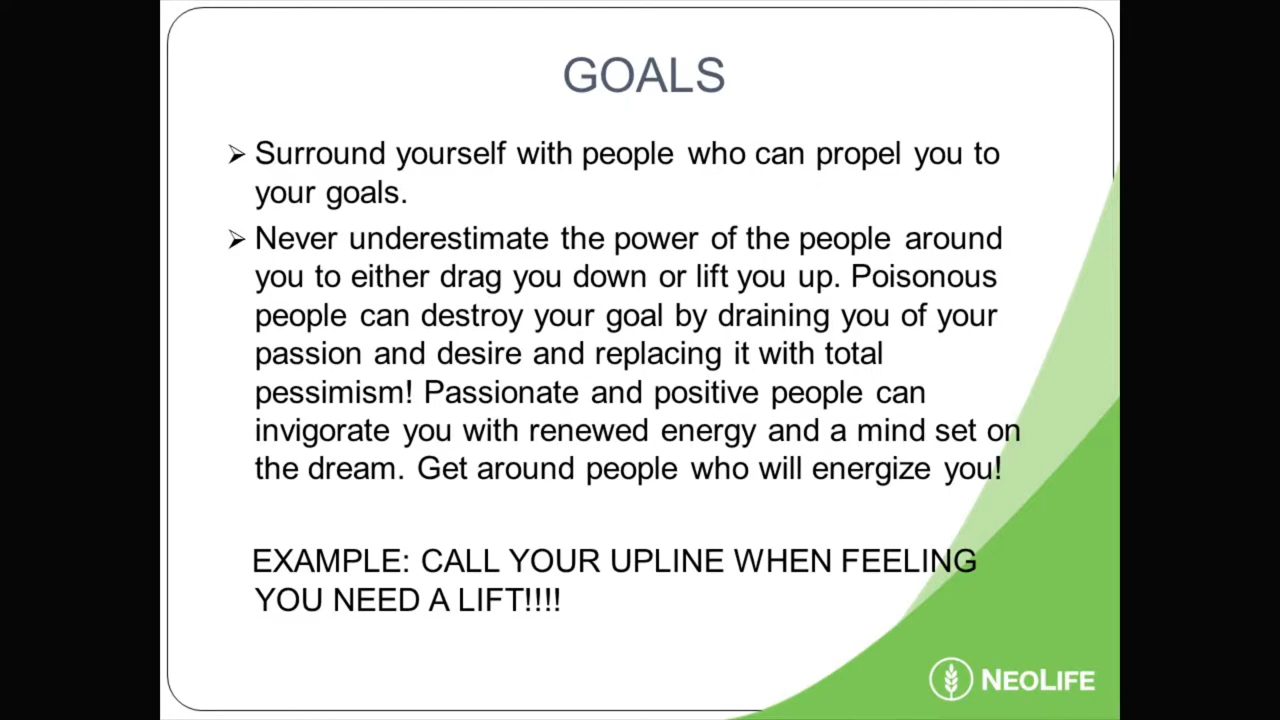 GOALS
➢ Surround yourself with people who can propel you to
your goals.
➢ Never underestimate the power of the people around
you to either drag you down or lift you up. Poisonous
people can destroy your goal by draining you of your
passion and desire and replacing it with total
pessimism! Passionate and positive people can
invigorate you with renewed energy and a mind set on
the dream. Get around people who will energize you!
EXAMPLE: CALL YOUR UPLINE WHEN FEELING
YOU NEED A LIFT!!!!
NEOLIFE